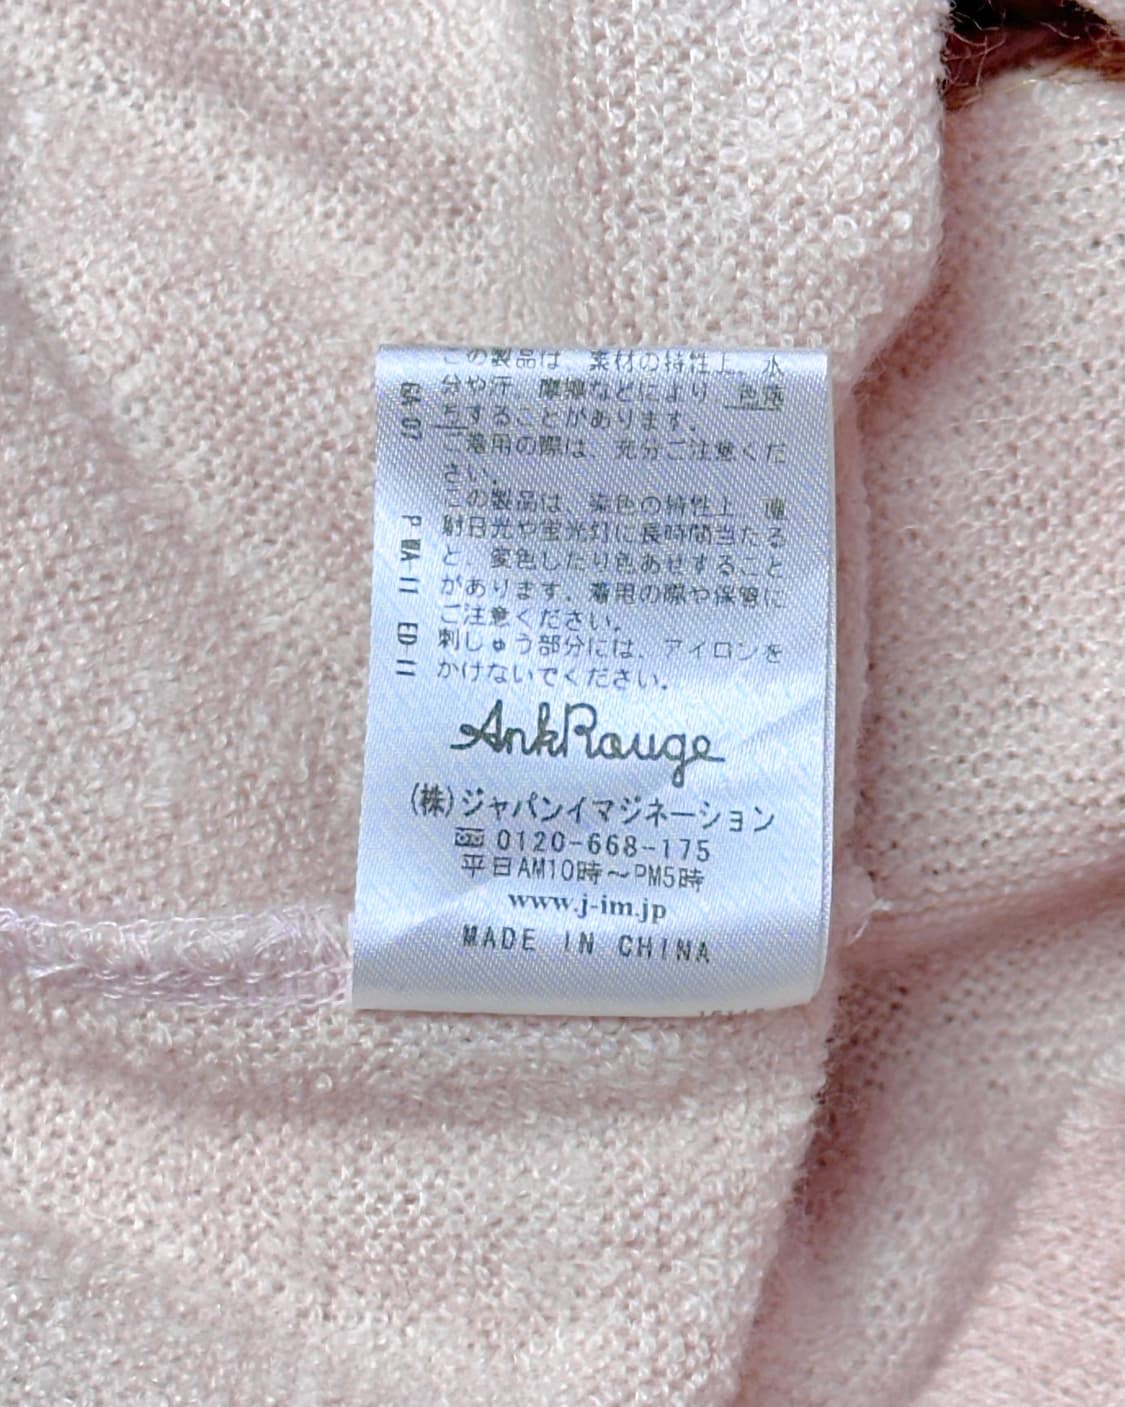 この製品は、素材の特性上、水
分や汗、摩擦などにより、色落
ちすることがあります。
ご着用の際は、充分ご注意くだ
さい。
この製品は、染色の特性上、直
射日光や蛍光灯に長時間当たる
と、変色したり色あせすること
があります。着用の際や保管に
ご注意ください。
刺しゅう部分には、アイロンを
かけないでください。
Ank Rouge
(株)ジャパンイマジネーション
0120-668-175
平日AM10時～PM5時
www.j-im.jp
MADE IN CHINA
P WA-11 ED-11